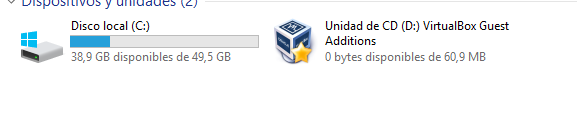 Dispositivos y unidades (2)
Disco local (C:)
38,9 GB disponibles de 49,5 GB
Unidad de CD (D:) VirtualBox Guest
Additions
0 bytes disponibles de 60,9 MB